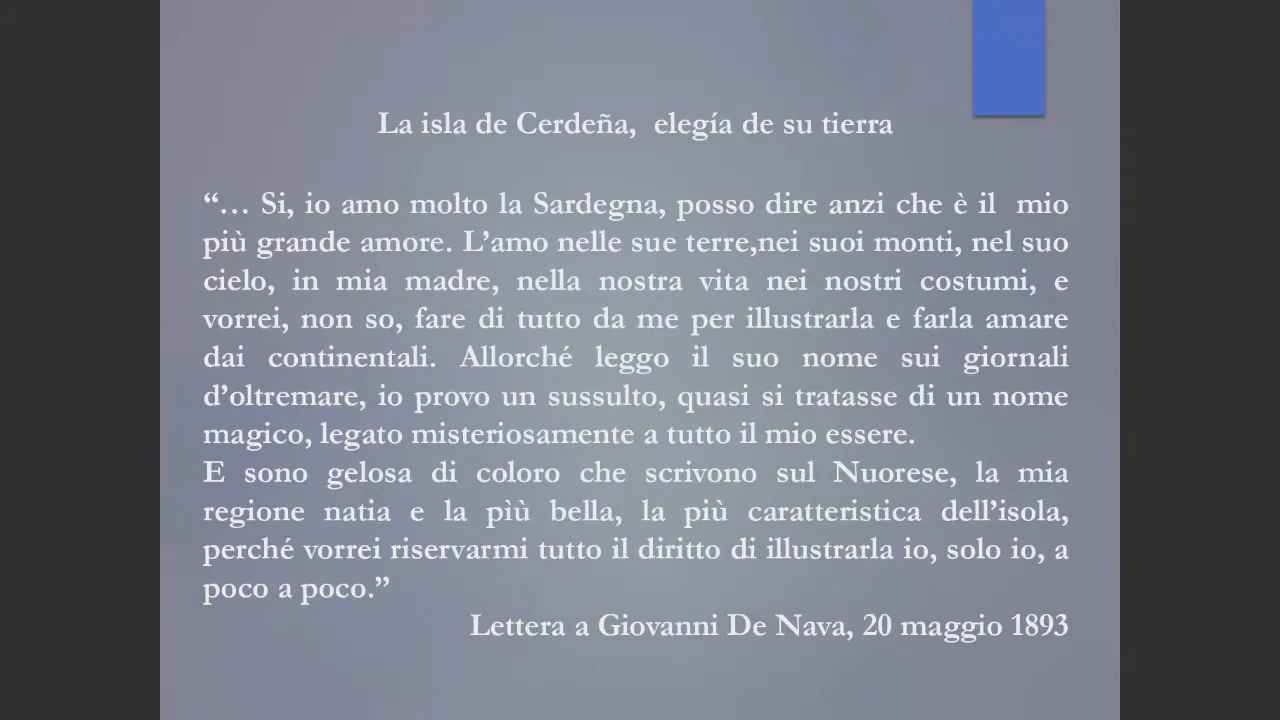 La isla de Cerdeña,  elegía de su tierra
“… Si, io amo molto la Sardegna, posso dire anzi che è il  mio
più grande amore. L’amo nelle sue terre,nei suoi monti, nel suo
cielo, in mia madre, nella nostra vita nei nostri costumi, e
vorrei, non so, fare di tutto da me per illustrarla e farla amare
dai continentali. Allorché leggo il suo nome sui giornali
d’oltremare, io provo un sussulto, quasi si tratasse di un nome
magico, legato misteriosamente a tutto il mio essere.
E sono gelosa di coloro che scrivono sul Nuorese, la mia
regione natia e la pìù bella, la più caratteristica dell’isola,
perché vorrei riservarmi tutto il diritto di illustrarla io, solo io, a
poco a poco.”
Lettera a Giovanni De Nava, 20 maggio 1893